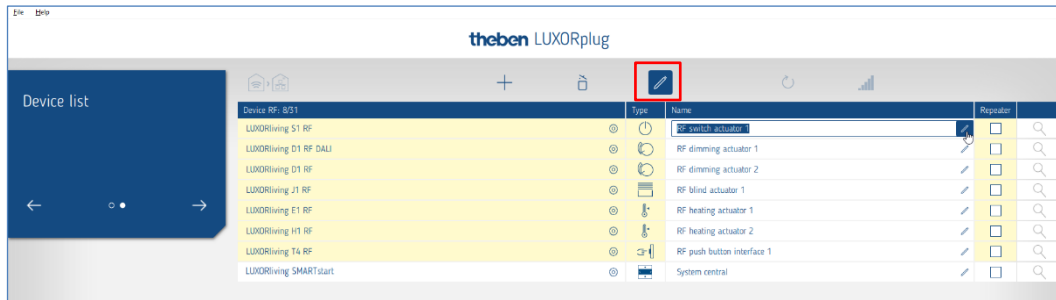 File Help
theben LUXORplug
Device list
Device RF: 8/31 Type Name Repeater
LUXORliving S1 RF RF switch actuator 1
LUXORliving D1 RF DALI RF dimming actuator 1
LUXORliving D1 RF RF dimming actuator 2
LUXORliving J1 RF RF blind actuator 1
LUXORliving E1 RF RF heating actuator 1
LUXORliving H1 RF RF heating actuator 2
LUXORliving T4 RF RF push button interface 1
LUXORliving SMARTstart System central